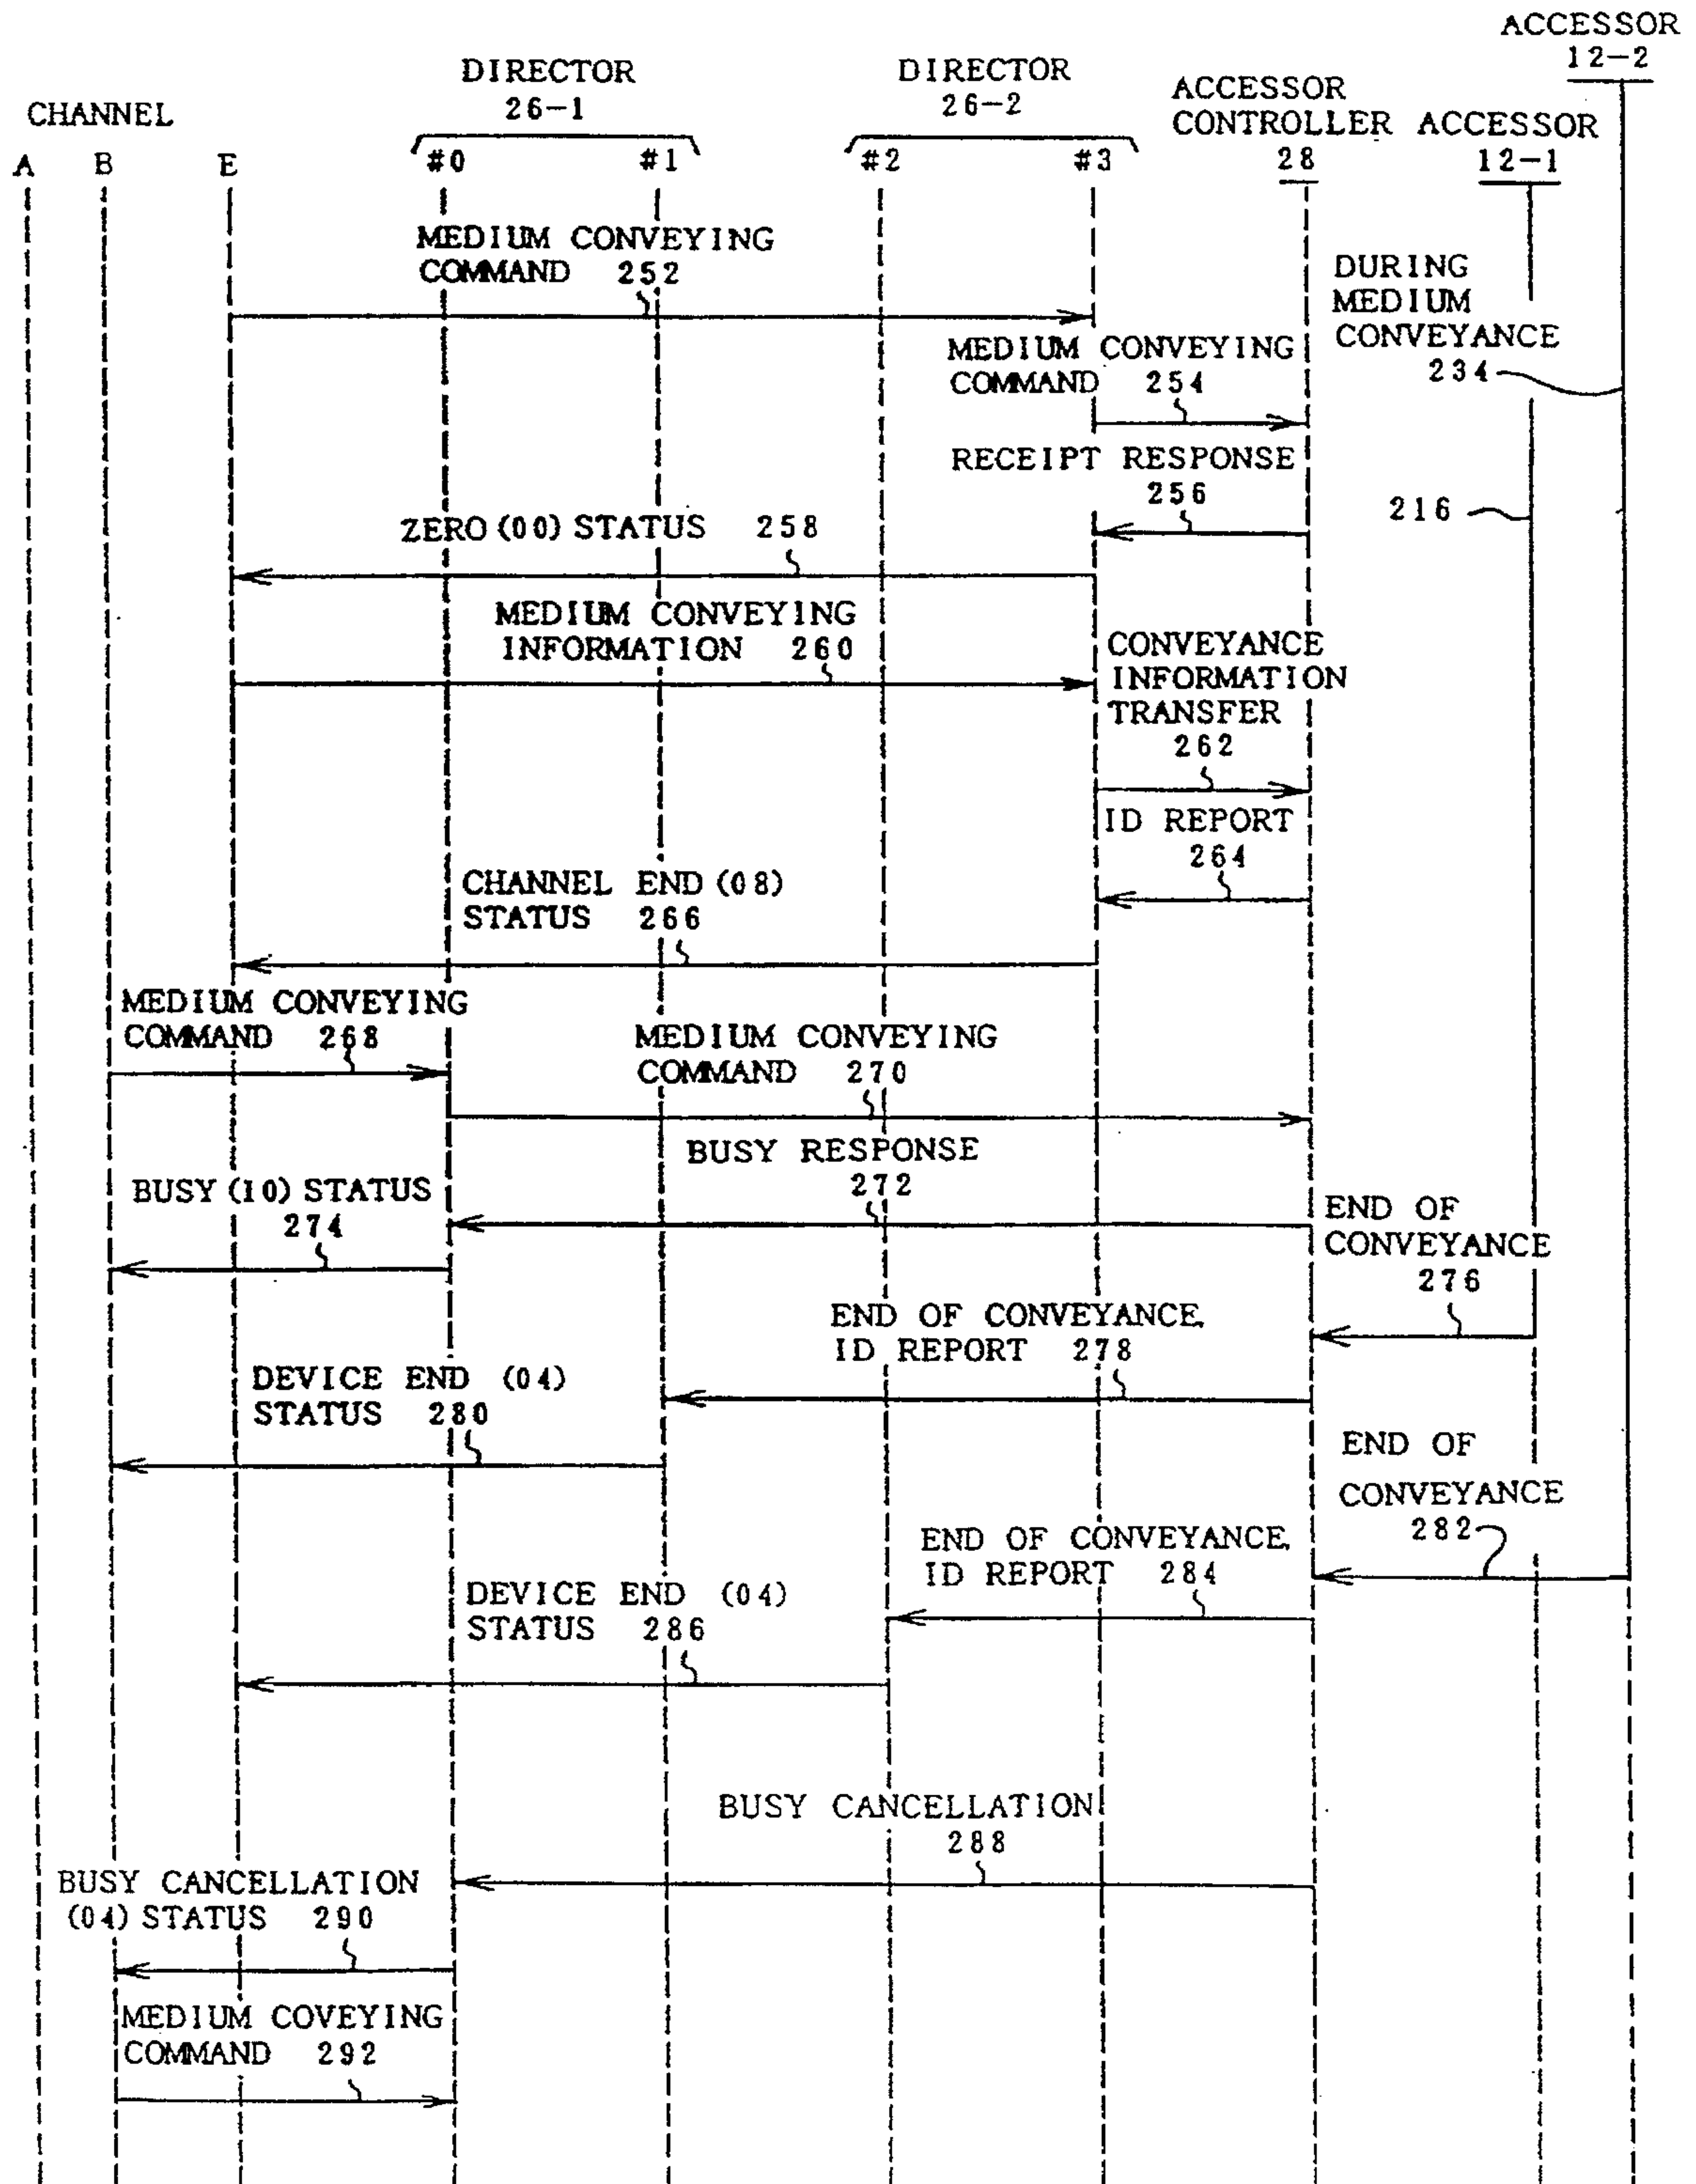 ACCESSOR
12-2
DIRECTOR
26-1
DIRECTOR
26-2
ACCESSOR
CONTROLLER
28
ACCESSOR
12-1
CHANNEL
A
B
E
#0
#1
#2
#3
MEDIUM CONVEYING
COMMAND 252
DURING
MEDIUM
CONVEYANCE
234
MEDIUM CONVEYING
COMMAND 254
RECEIPT RESPONSE
256
216
ZERO (00) STATUS 258
MEDIUM CONVEYING
INFORMATION 260
CONVEYANCE
INFORMATION
TRANSFER
262
ID REPORT
264
CHANNEL END (08)
STATUS 266
MEDIUM CONVEYING
COMMAND 268
MEDIUM CONVEYING
COMMAND 270
BUSY RESPONSE
272
BUSY (10) STATUS
274
END OF
CONVEYANCE
276
END OF CONVEYANCE,
ID REPORT 278
DEVICE END (04)
STATUS 280
END OF
CONVEYANCE
282
END OF CONVEYANCE,
ID REPORT 284
DEVICE END (04)
STATUS 286
BUSY CANCELLATION
288
BUSY CANCELLATION
(04) STATUS 290
MEDIUM COVEYING
COMMAND 292